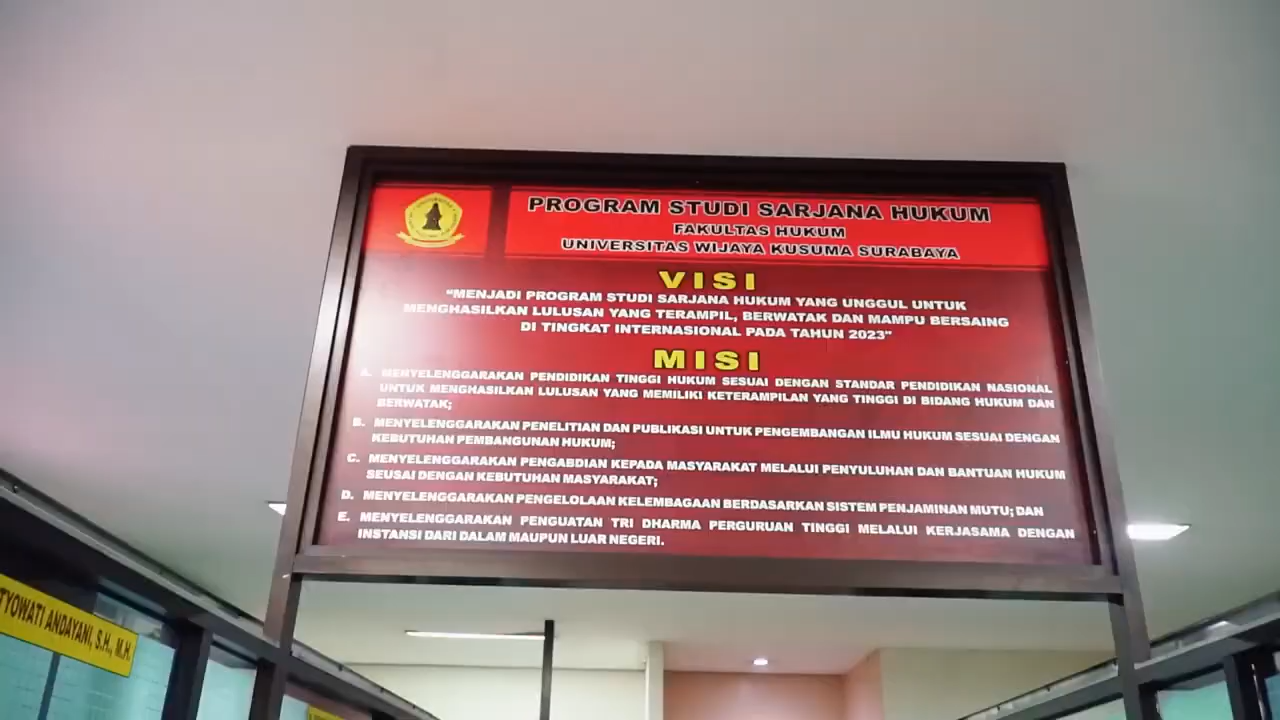 PROGRAM STUDI SARJANA HUKUM
FAKULTAS HUKUM
UNIVERSITAS WIJAYA KUSUMA SURABAYA
VISI
"MENJADI PROGRAM STUDI SARJANA HUKUM YANG UNGGUL UNTUK
MENGHASILKAN LULUSAN YANG TERAMPIL, BERWATAK DAN MAMPU BERSAING
DI TINGKAT INTERNASIONAL PADA TAHUN 2023"
MISI
A. MENYELENGGARAKAN PENDIDIKAN TINGGI HUKUM SESUAI DENGAN STANDAR PENDIDIKAN NASIONAL
UNTUK MENGHASILKAN LULUSAN YANG MEMILIKI KETERAMPILAN YANG TINGGI DI BIDANG HUKUM DAN
BERWATAK;
B. MENYELENGGARAKAN PENELITIAN DAN PUBLIKASI UNTUK PENGEMBANGAN ILMU HUKUM SESUAI DENGAN
KEBUTUHAN PEMBANGUNAN HUKUM;
C. MENYELENGGARAKAN PENGABDIAN KEPADA MASYARAKAT MELALUI PENYULUHAN DAN BANTUAN HUKUM
SEUSAI DENGAN KEBUTUHAN MASYARAKAT;
D. MENYELENGGARAKAN PENGELOLAAN KELEMBAGAAN BERDASARKAN SISTEM PENJAMINAN MUTU; DAN
E. MENYELENGGARAKAN PENGUATAN TRI DHARMA PERGURUAN TINGGI MELALUI KERJASAMA DENGAN
INSTANSI DARI DALAM MAUPUN LUAR NEGERI.
TYOWATI ANDAYANI, S.H., M.H.